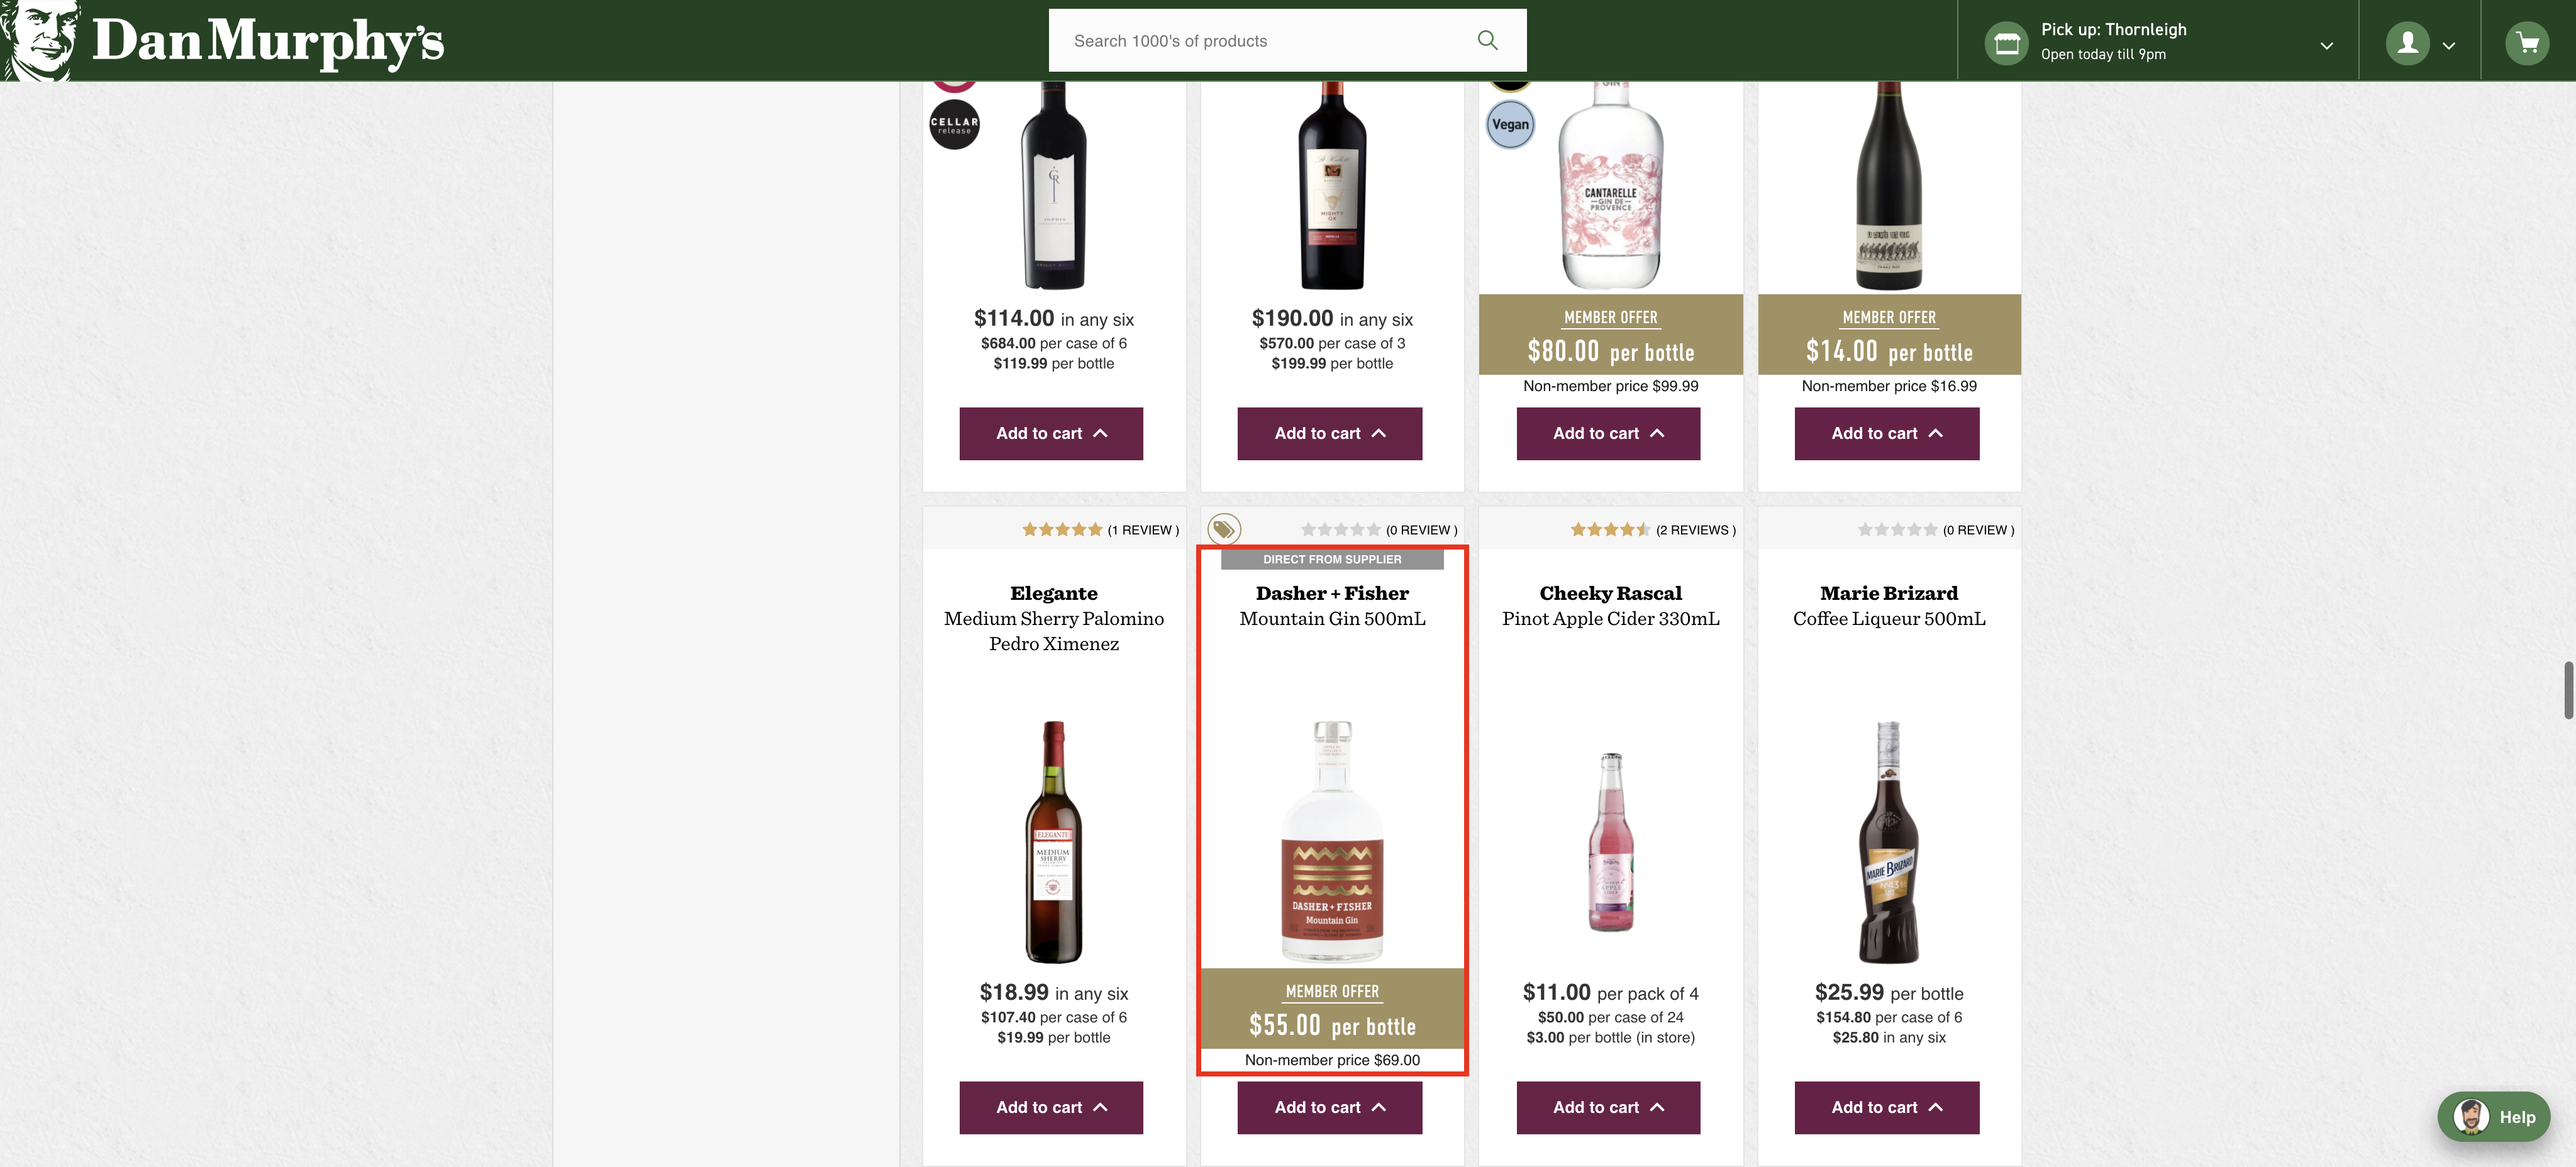 Dan Murphy's
Search 1000's of products
Pick up: Thornleigh
Open today till 9pm
CELLAR
release
Vegan
GIN
CANTARELLE
GIN DE
PROVENCE
MIGHTY
OX
$114.00 in any six
$684.00 per case of 6
$119.99 per bottle
Add to cart
$190.00 in any six
$570.00 per case of 3
$199.99 per bottle
Add to cart
MEMBER OFFER
$80.00 per bottle
Non-member price $99.99
Add to cart
MEMBER OFFER
$14.00 per bottle
Non-member price $16.99
Add to cart
(1 REVIEW )
Elegante
Medium Sherry Palomino
Pedro Ximenez
ELEGANTE
MEDIUM
SHERRY
$18.99 in any six
$107.40 per case of 6
$19.99 per bottle
Add to cart
(0 REVIEW )
DIRECT FROM SUPPLIER
Dasher + Fisher
Mountain Gin 500mL
DASHER + FISHER
Mountain Gin
MEMBER OFFER
$55.00 per bottle
Non-member price $69.00
Add to cart
(2 REVIEWS )
Cheeky Rascal
Pinot Apple Cider 330mL
APPLE
$11.00 per pack of 4
$50.00 per case of 24
$3.00 per bottle (in store)
Add to cart
(0 REVIEW )
Marie Brizard
Coffee Liqueur 500mL
MARIE BRIZARD
$25.99 per bottle
$154.80 per case of 6
$25.80 in any six
Add to cart
Help